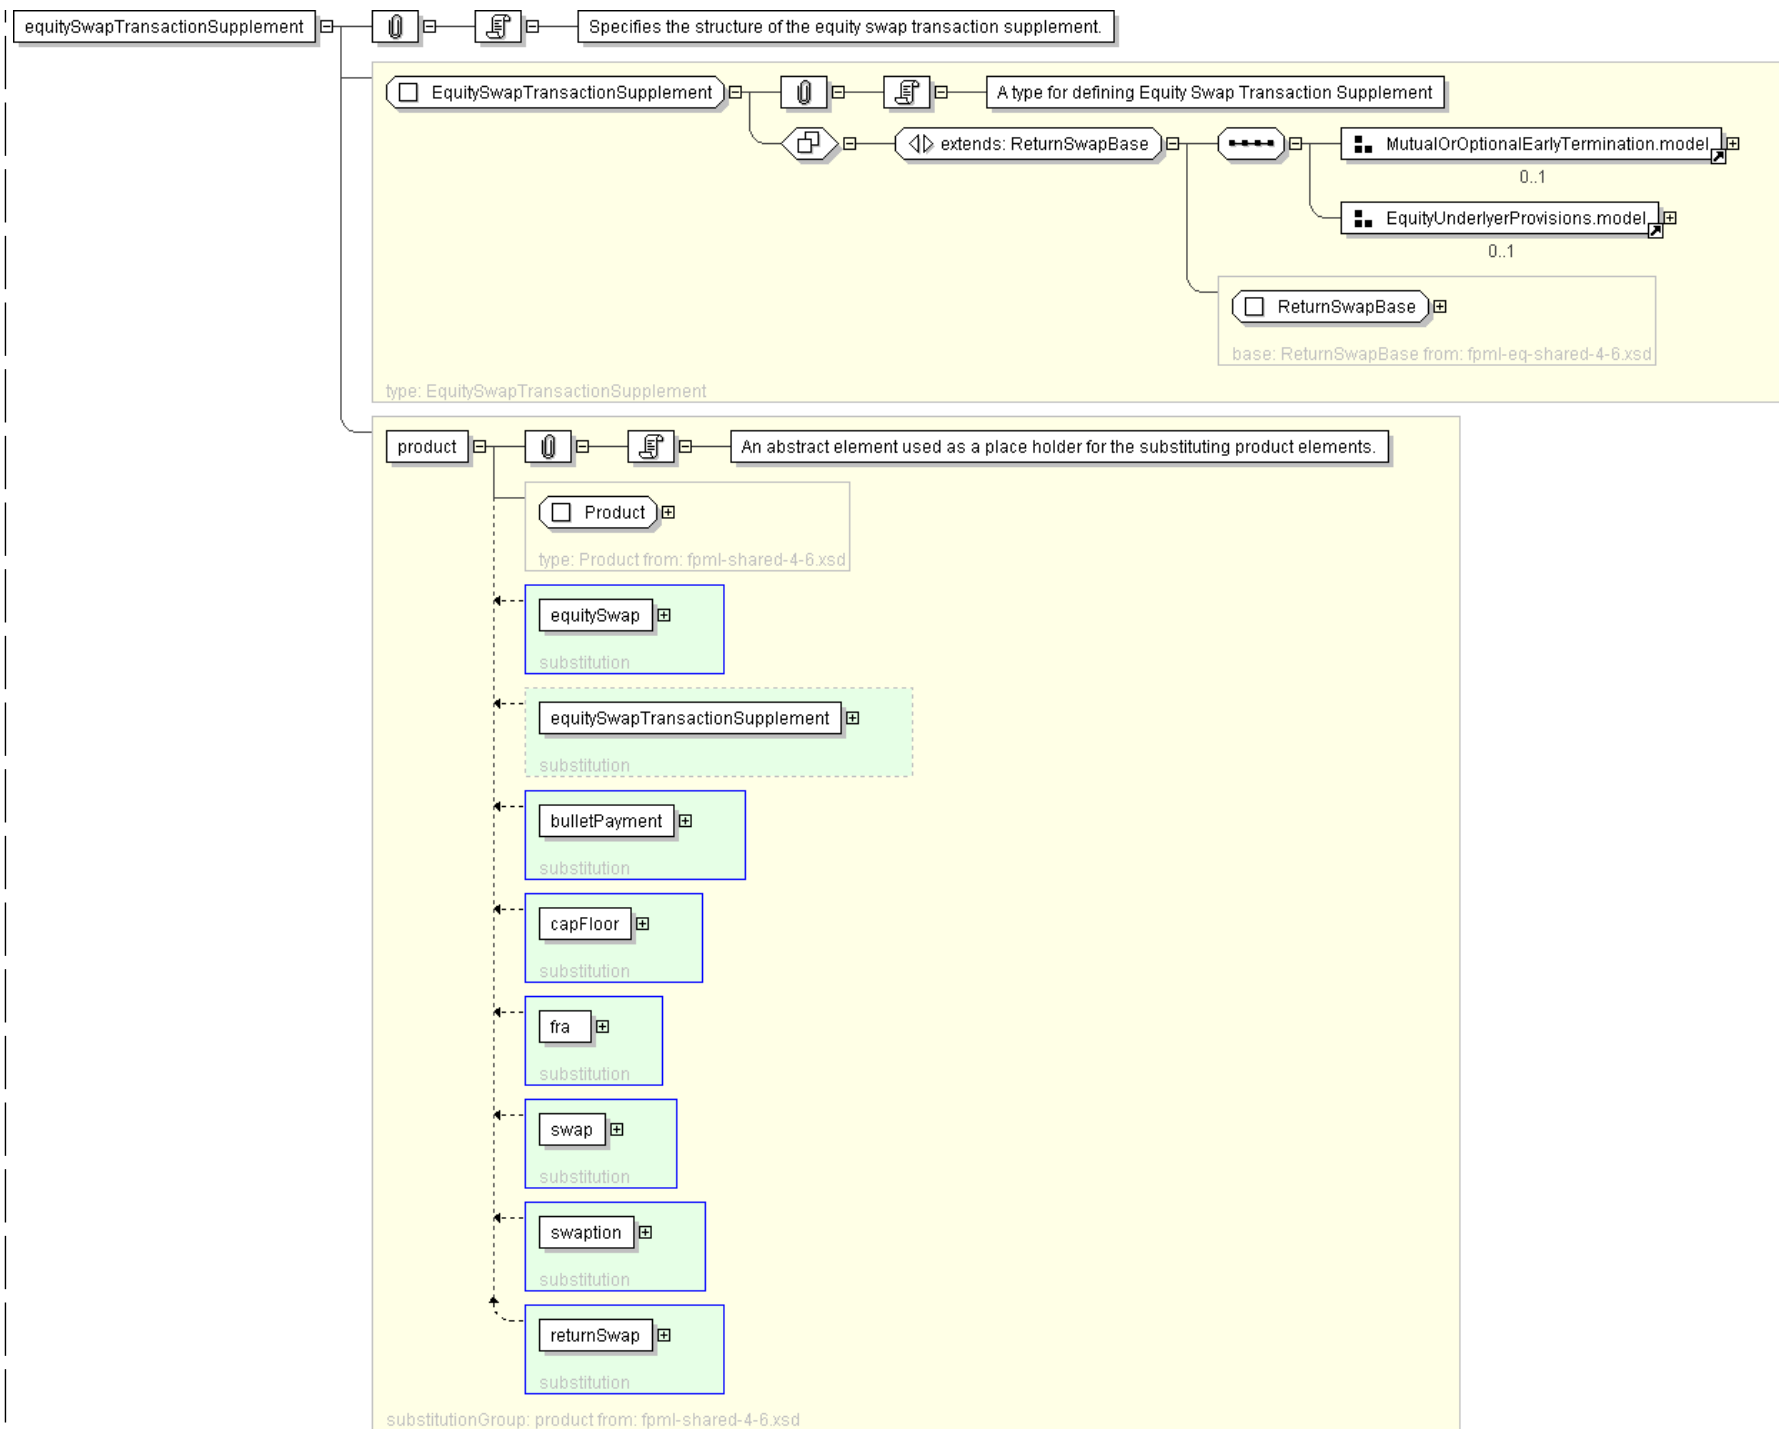 equitySwapTransactionSupplement
Specifies the structure of the equity swap transaction supplement.
EquitySwapTransactionSupplement
A type for defining Equity Swap Transaction Supplement
extends: ReturnSwapBase
MutualOrOptionalEarlyTermination.model
0..1
EquityUnderlyerProvisions.model
0..1
ReturnSwapBase
base: ReturnSwapBase from: fpml-eq-shared-4-6.xsd
type: EquitySwapTransactionSupplement
product
An abstract element used as a place holder for the substituting product elements.
Product
type: Product from: fpml-shared-4-6.xsd
equitySwap
substitution
equitySwapTransactionSupplement
substitution
bulletPayment
substitution
capFloor
substitution
fra
substitution
swap
substitution
swaption
substitution
returnSwap
substitution
substitutionGroup: product from: fpml-shared-4-6.xsd